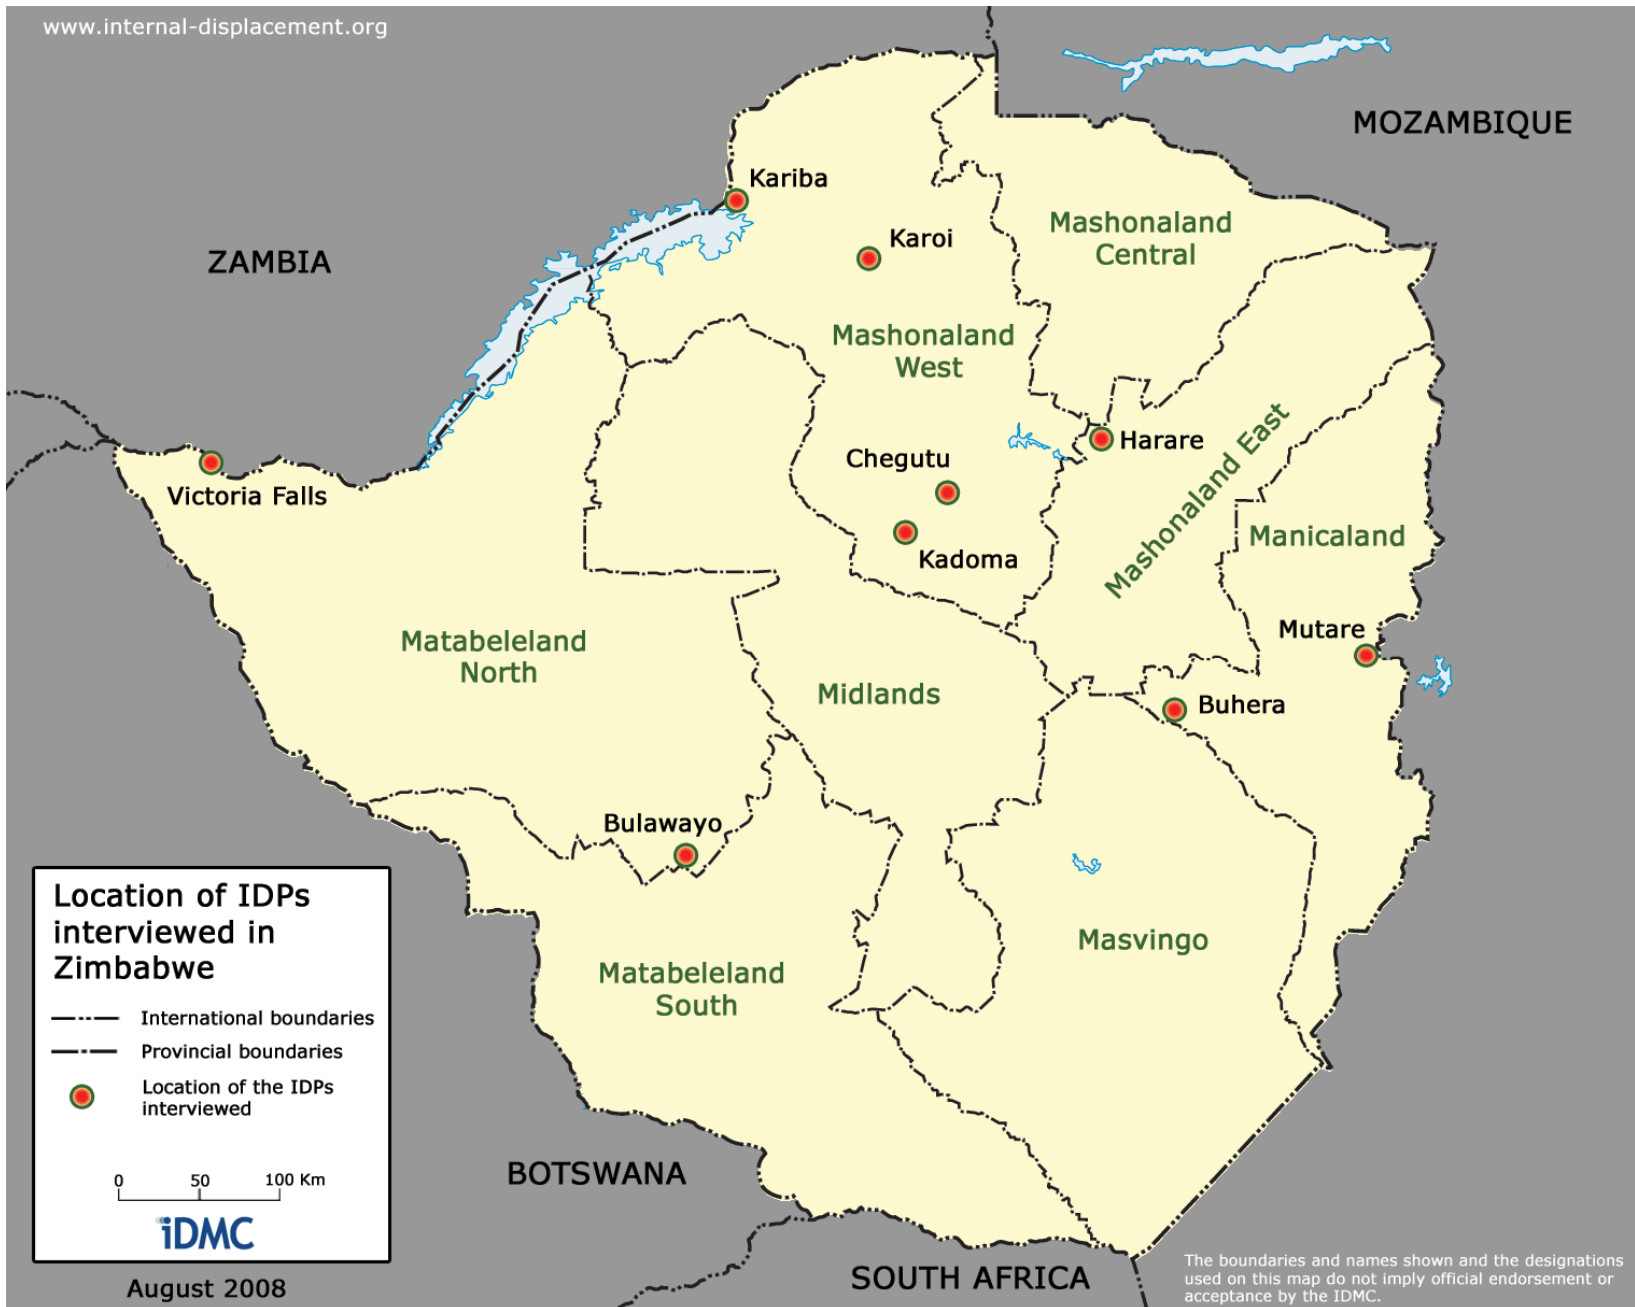 www.internal-displacement.org
MOZAMBIQUE
Kariba
Mashonaland
Central
Karoi
ZAMBIA
Mashonaland
West
Harare
Chegutu
Mashonaland East
Victoria Falls
Manicaland
Kadoma
Mutare
Matabeleland
North
Midlands
Buhera
Bulawayo
Masvingo
Matabeleland
South
Location of IDPs
interviewed in
Zimbabwe
International boundaries
Provincial boundaries
Location of the IDPs
interviewed
0 50 100 Km
iDMC
August 2008
BOTSWANA
SOUTH AFRICA
The boundaries and names shown and the designations
used on this map do not imply official endorsement or
acceptance by the IDMC.